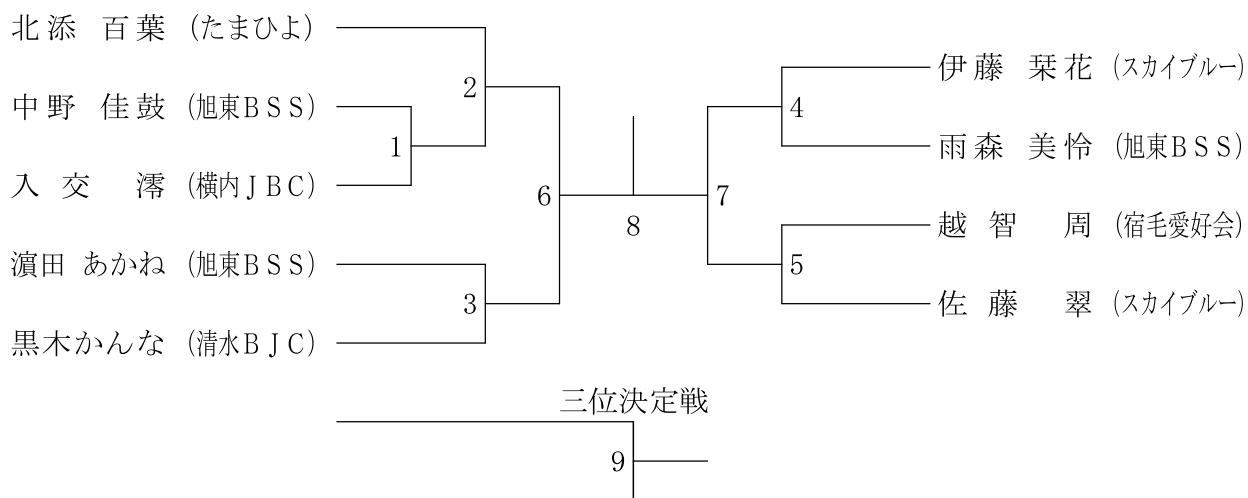 北添 百葉 (たまひよ)
中野 佳鼓 (旭東ＢＳＳ)
入交 澪 (横内ＪＢＣ)
濵田 あかね (旭東ＢＳＳ)
黒木かんな (清水ＢＪＣ)
2
1
3
6
8
7
4
5
伊藤 栞花 (スカイブルー)
雨森 美怜 (旭東ＢＳＳ)
越智 周 (宿毛愛好会)
佐藤 翠 (スカイブルー)
三位決定戦
9